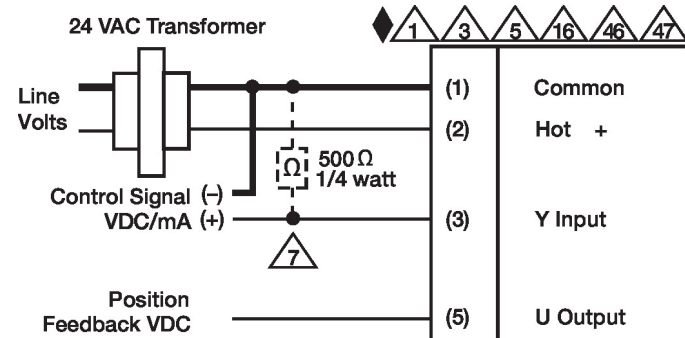 24 VAC Transformer
1 3 5 16 46 47
Line
Volts
(1) Common
(2) Hot +
Ω 500 Ω
1/4 watt
Control Signal (–)
VDC/mA (+)
(3) Y Input
7
Position
Feedback VDC
(5) U Output